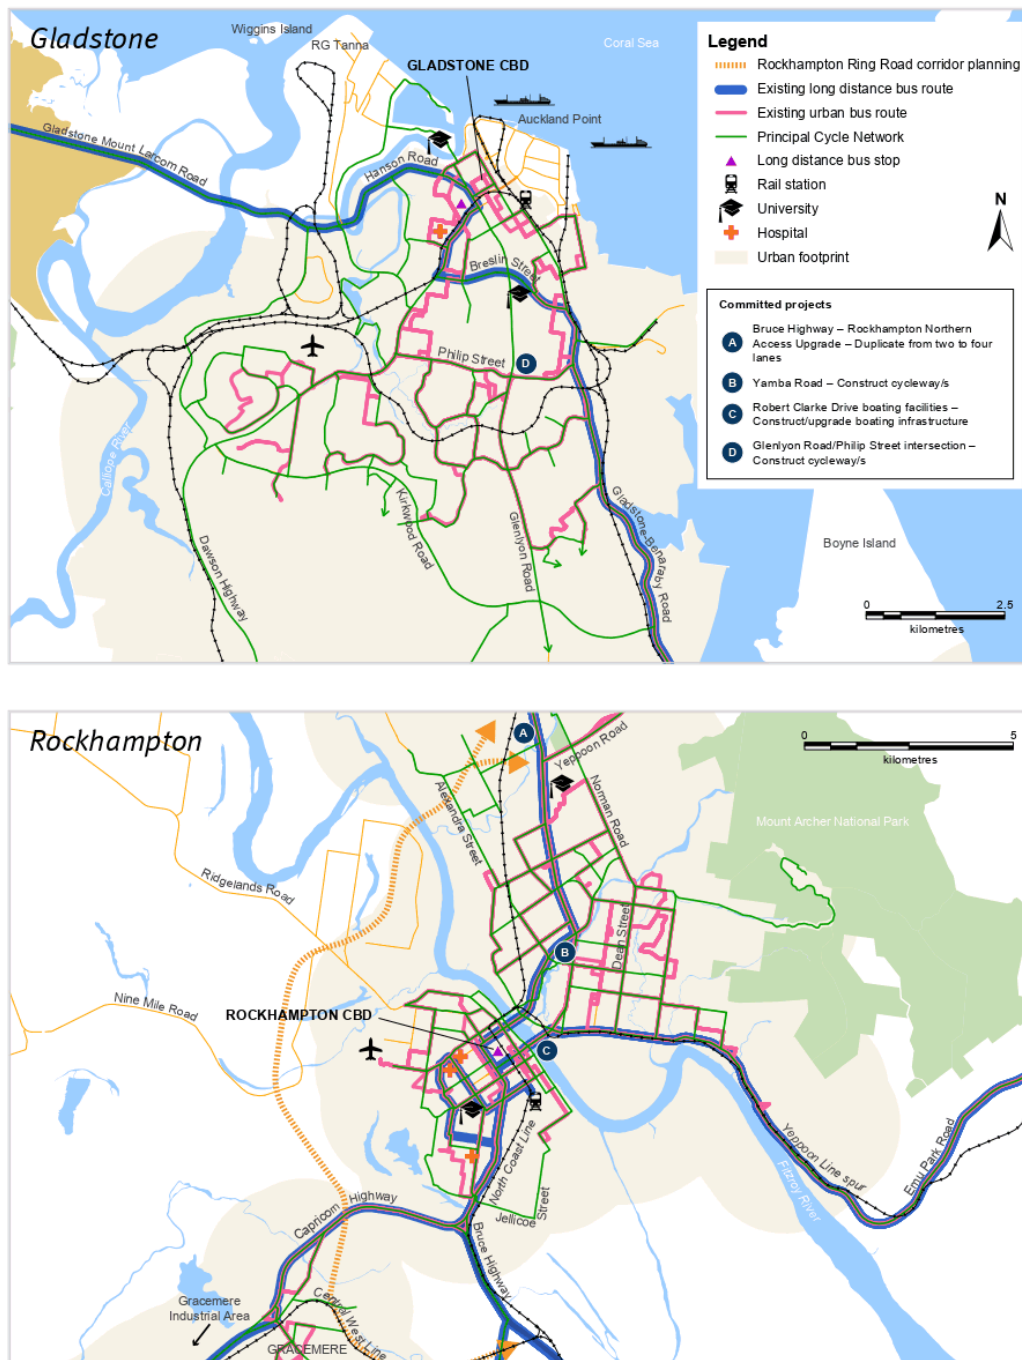 Gladstone
Wiggins Island
RG Tanna
Coral Sea
GLADSTONE CBD
Auckland Point
Gladstone Mount Larcom Road
Hanson Road
Breslin Street
Philip Street
D
Calliope River
Kirkwood Road
Glenlyon Road
Dawson Highway
Gladstone-Benaraby Road
Boyne Island
0 2.5
kilometres
N
Legend
Rockhampton Ring Road corridor planning
Existing long distance bus route
Existing urban bus route
Principal Cycle Network
Long distance bus stop
Rail station
University
Hospital
Urban footprint
Committed projects
A Bruce Highway – Rockhampton Northern
Access Upgrade – Duplicate from two to four
lanes
B Yamba Road – Construct cycleway/s
C Robert Clarke Drive boating facilities –
Construct/upgrade boating infrastructure
D Glenlyon Road/Philip Street intersection –
Construct cycleway/s
Rockhampton
A
Yeppoon Road
0 5
kilometres
Alexandra Street
Norman Road
Mount Archer National Park
Ridgelands Road
Dean Street
B
Nine Mile Road
ROCKHAMPTON CBD
C
North Coast Line
Yeppoon Line spur
Emu Park Road
Fitzroy River
Capricorn Highway
Jellicoe Street
Bruce Highway
Gracemere
Industrial Area
Central West Line
GRACEMERE